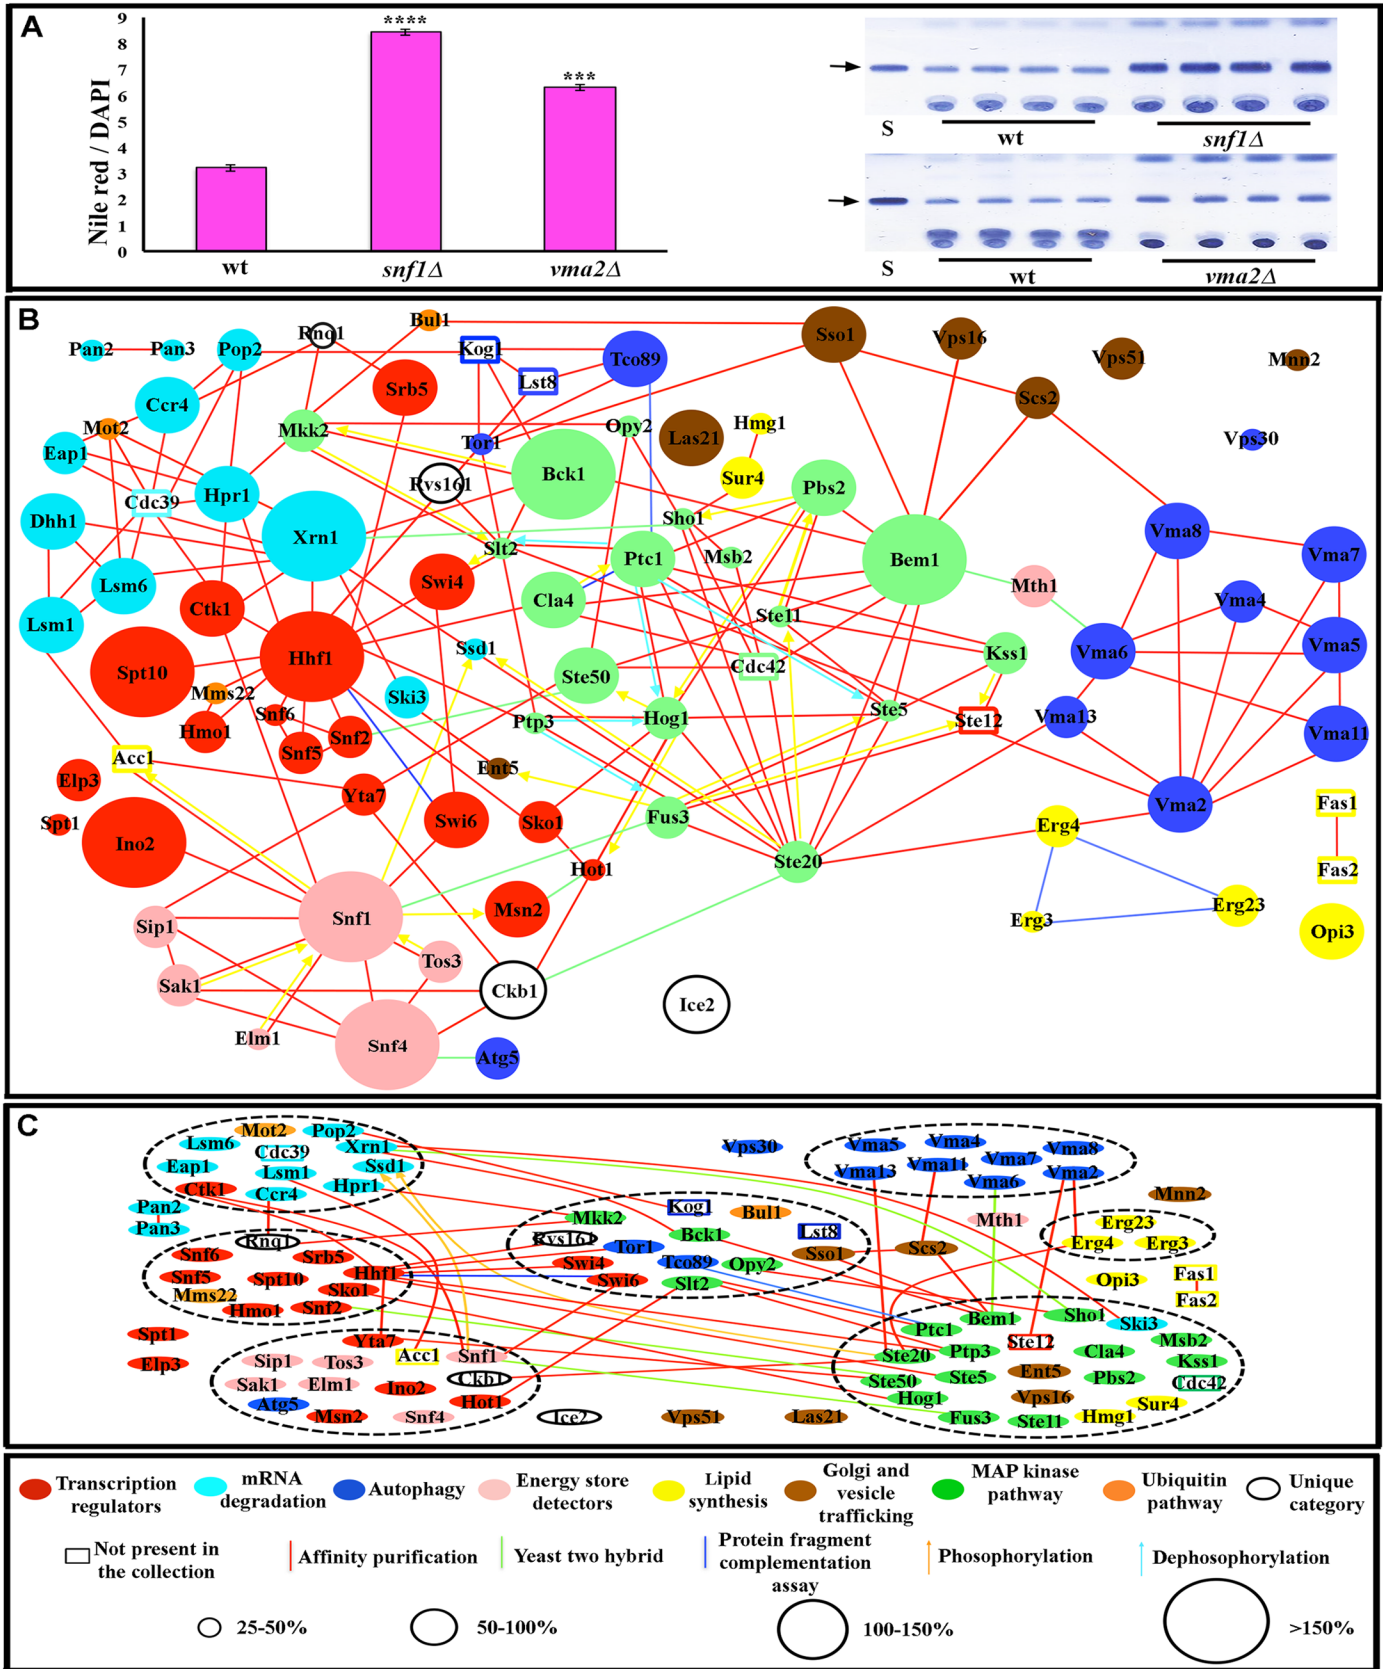 A
9
8
7
6
5
4
3
2
1
0
Nile red / DAPI
****
***
wt
snf1Δ
vma2Δ
S
wt
snf1Δ
S
wt
vma2Δ
B
Pan2
Pan3
Pop2
Rnq1
Bul1
Kog1
Lst8
Tco89
Sso1
Vps16
Vps51
Mnn2
Ccr4
Srb5
Scs2
Mot2
Mkk2
Tor1
Opy2
Las21
Hmg1
Vps30
Eap1
Cdc39
Hpr1
Rvs161
Bck1
Sur4
Pbs2
Dhh1
Xrn1
Slt2
Sho1
Vma8
Vma7
Lsm6
Swi4
Ptc1
Msb2
Bem1
Mth1
Lsm1
Ctk1
Cla4
Ste11
Vma4
Spt10
Hhf1
Ssd1
Ste50
Cdc42
Kss1
Vma6
Vma5
Mms22
Ski3
Hmo1
Snf6
Snf5
Snf2
Ptp3
Hog1
Ste5
Ste12
Vma13
Vma11
Acc1
Elp3
Ent5
Yta7
Spt1
Ino2
Swi6
Sko1
Fus3
Vma2
Fas1
Erg4
Hot1
Ste20
Fas2
Sip1
Snf1
Msn2
Erg3
Erg23
Opi3
Sak1
Tos3
Ckb1
Ice2
Elm1
Snf4
Atg5
C
Lsm6
Mot2
Pop2
Cdc39
Xrn1
Eap1
Lsm1
Ssd1
Ctk1
Ccr4
Hpr1
Pan2
Pan3
Rnq1
Snf6
Srb5
Snf5
Spt10
Hhf1
Mms22
Sko1
Hmo1
Snf2
Spt1
Elp3
Yta7
Acc1
Snf1
Sip1
Tos3
Sak1
Elm1
Ino2
Ckb1
Atg5
Msn2
Snf4
Hot1
Mkk2
Kog1
Bul1
Rvs161
Bck1
Lst8
Tor1
Sso1
Swi4
Tco89
Opy2
Swi6
Slt2
Scs2
Vps30
Vma5
Vma4
Vma8
Vma13
Vma11
Vma7
Vma2
Vma6
Mnn2
Mth1
Erg23
Erg4
Erg3
Opi3
Fas1
Fas2
Ptc1
Bem1
Sho1
Ski3
Ste20
Ptp3
Ste12
Msb2
Cla4
Kss1
Ste50
Ste5
Ent5
Pbs2
Cdc42
Hog1
Vps16
Sur4
Fus3
Ste11
Hmg1
Ice2
Vps51
Las21
Transcription
regulators
mRNA
degradation
Autophagy
Energy store
detectors
Lipid
synthesis
Golgi and
vesicle
trafficking
MAP kinase
pathway
Ubiquitin
pathway
Unique
category
Not present in
the collection
Affinity purification
Yeast two hybrid
Protein fragment
complementation
assay
Phosophorylation
Dephosophorylation
25-50%
50-100%
100-150%
>150%